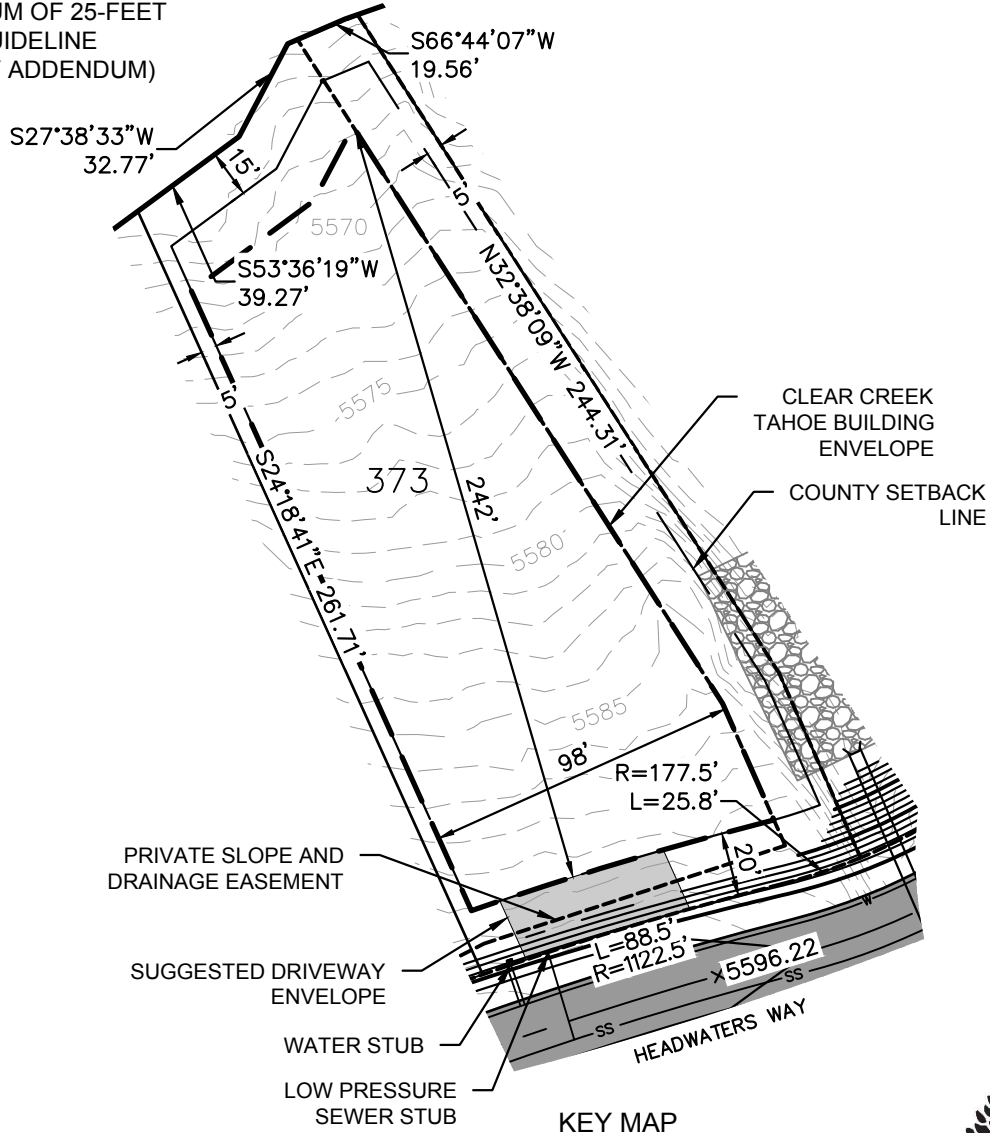 UM OF 25-FEET
UIDELINE
ADDENDUM)
S66°44'07"W
19.56'
S27°38'33"W
32.77'
15'
5'
5570
S53°36'19"W
39.27'
N32°38'09"W 244.31'
5'
5575
CLEAR CREEK
TAHOE BUILDING
ENVELOPE
373
242'
COUNTY SETBACK
LINE
S24°18'41"E 261.71'
5580
5585
98'
R=177.5'
L=25.8'
20'
PRIVATE SLOPE AND
DRAINAGE EASEMENT
L=88.5'
R=1122.5'
×5596.22
SUGGESTED DRIVEWAY
ENVELOPE
W
SS
SS
HEADWATERS WAY
WATER STUB
LOW PRESSURE
SEWER STUB
KEY MAP